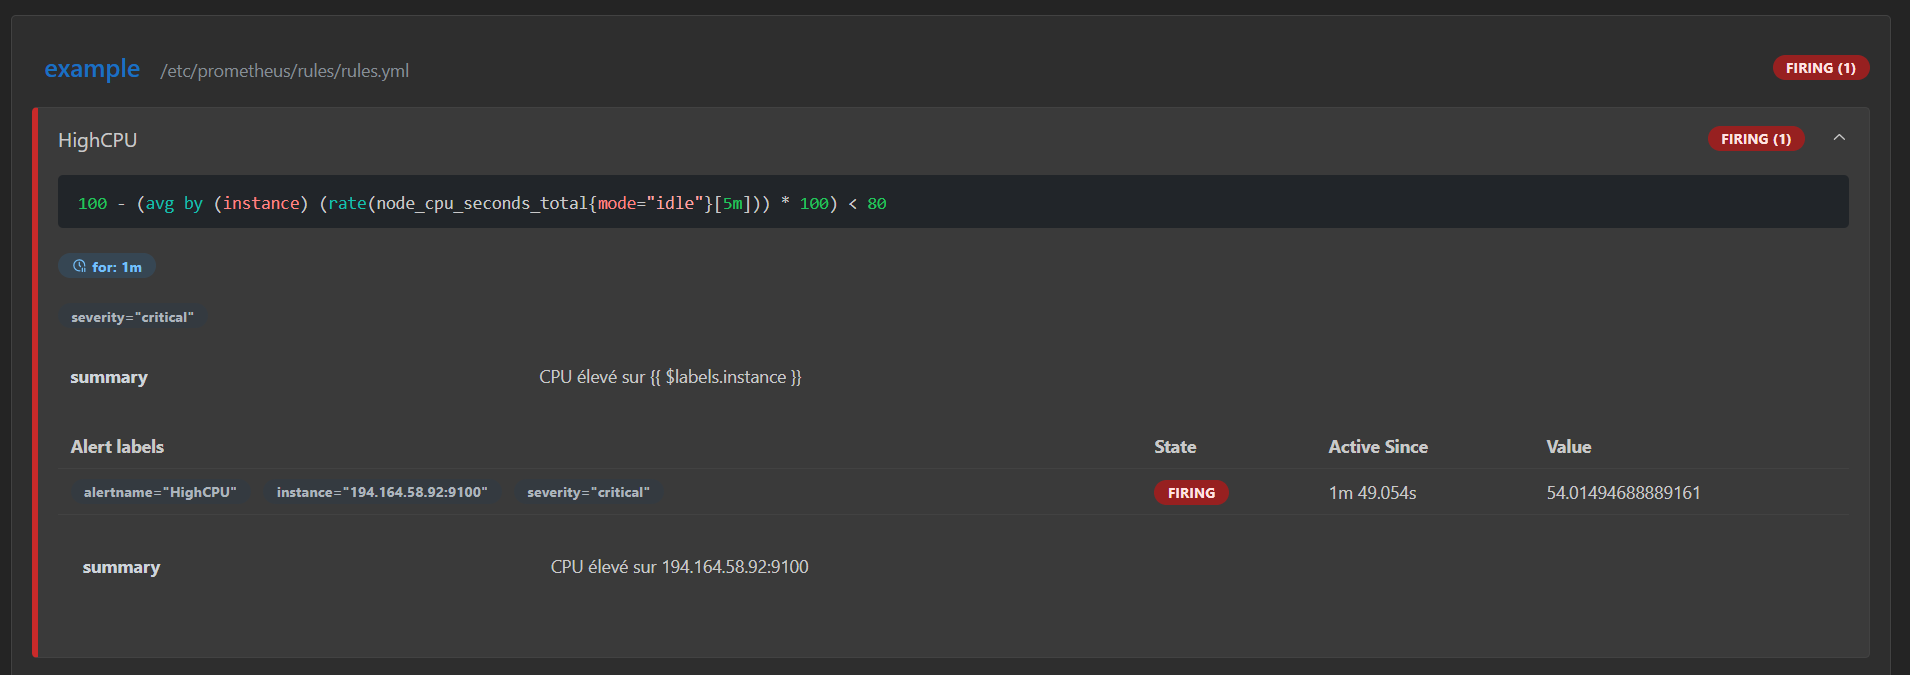 example /etc/prometheus/rules/rules.yml FIRING (1)
HighCPU FIRING (1)
100 - (avg by (instance) (rate(node_cpu_seconds_total{mode="idle"}[5m])) * 100) < 80
for: 1m
severity="critical"
summary CPU élevé sur {{ $labels.instance }}
Alert labels State Active Since Value
alertname="HighCPU" instance="194.164.58.92:9100" severity="critical" FIRING 1m 49.054s 54.01494688889161
summary CPU élevé sur 194.164.58.92:9100